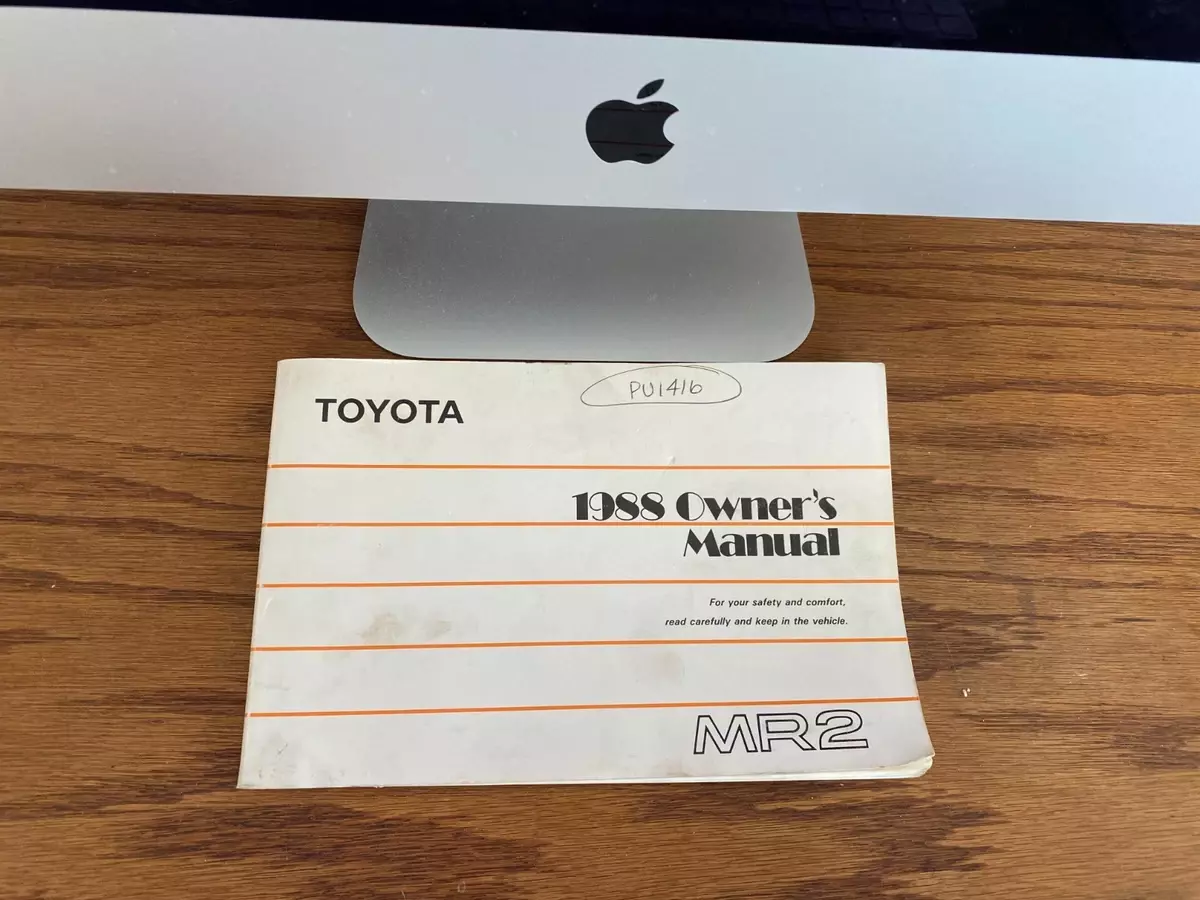 PU1416
TOYOTA
1988 Owner's
Manual
For your safety and comfort,
read carefully and keep in the vehicle.
MR2